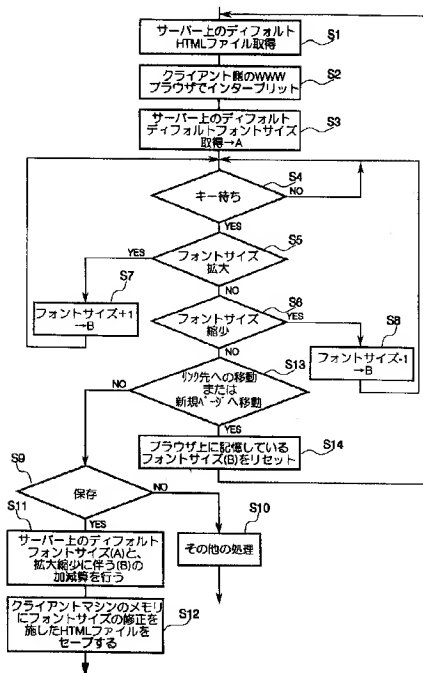 S1
サーバー上のディフォルト
HTMLファイル取得
S2
クライアント側のWWW
ブラウザでインタープリット
S3
サーバー上のディフォルト
ディフォルトフォントサイズ
取得→A
S4
キー待ち
NO
YES
S5
YES
フォントサイズ
拡大
S7
フォントサイズ+1
→B
NO
S6
フォントサイズ
縮少
YES
S8
フォントサイズ-1
→B
NO
S13
NO
リンク先への移動
または
新規ページへ移動
YES
S14
ブラウザ上に記憶している
フォントサイズ(B)をリセット
S9
保存
NO
S10
その他の処理
YES
S11
サーバー上のディフォルト
フォントサイズ(A)と、
拡大縮少に伴う(B)の
加減算を行う
S12
クライアントマシンのメモリ
にフォントサイズの修正を
施したHTMLファイルを
セーブする